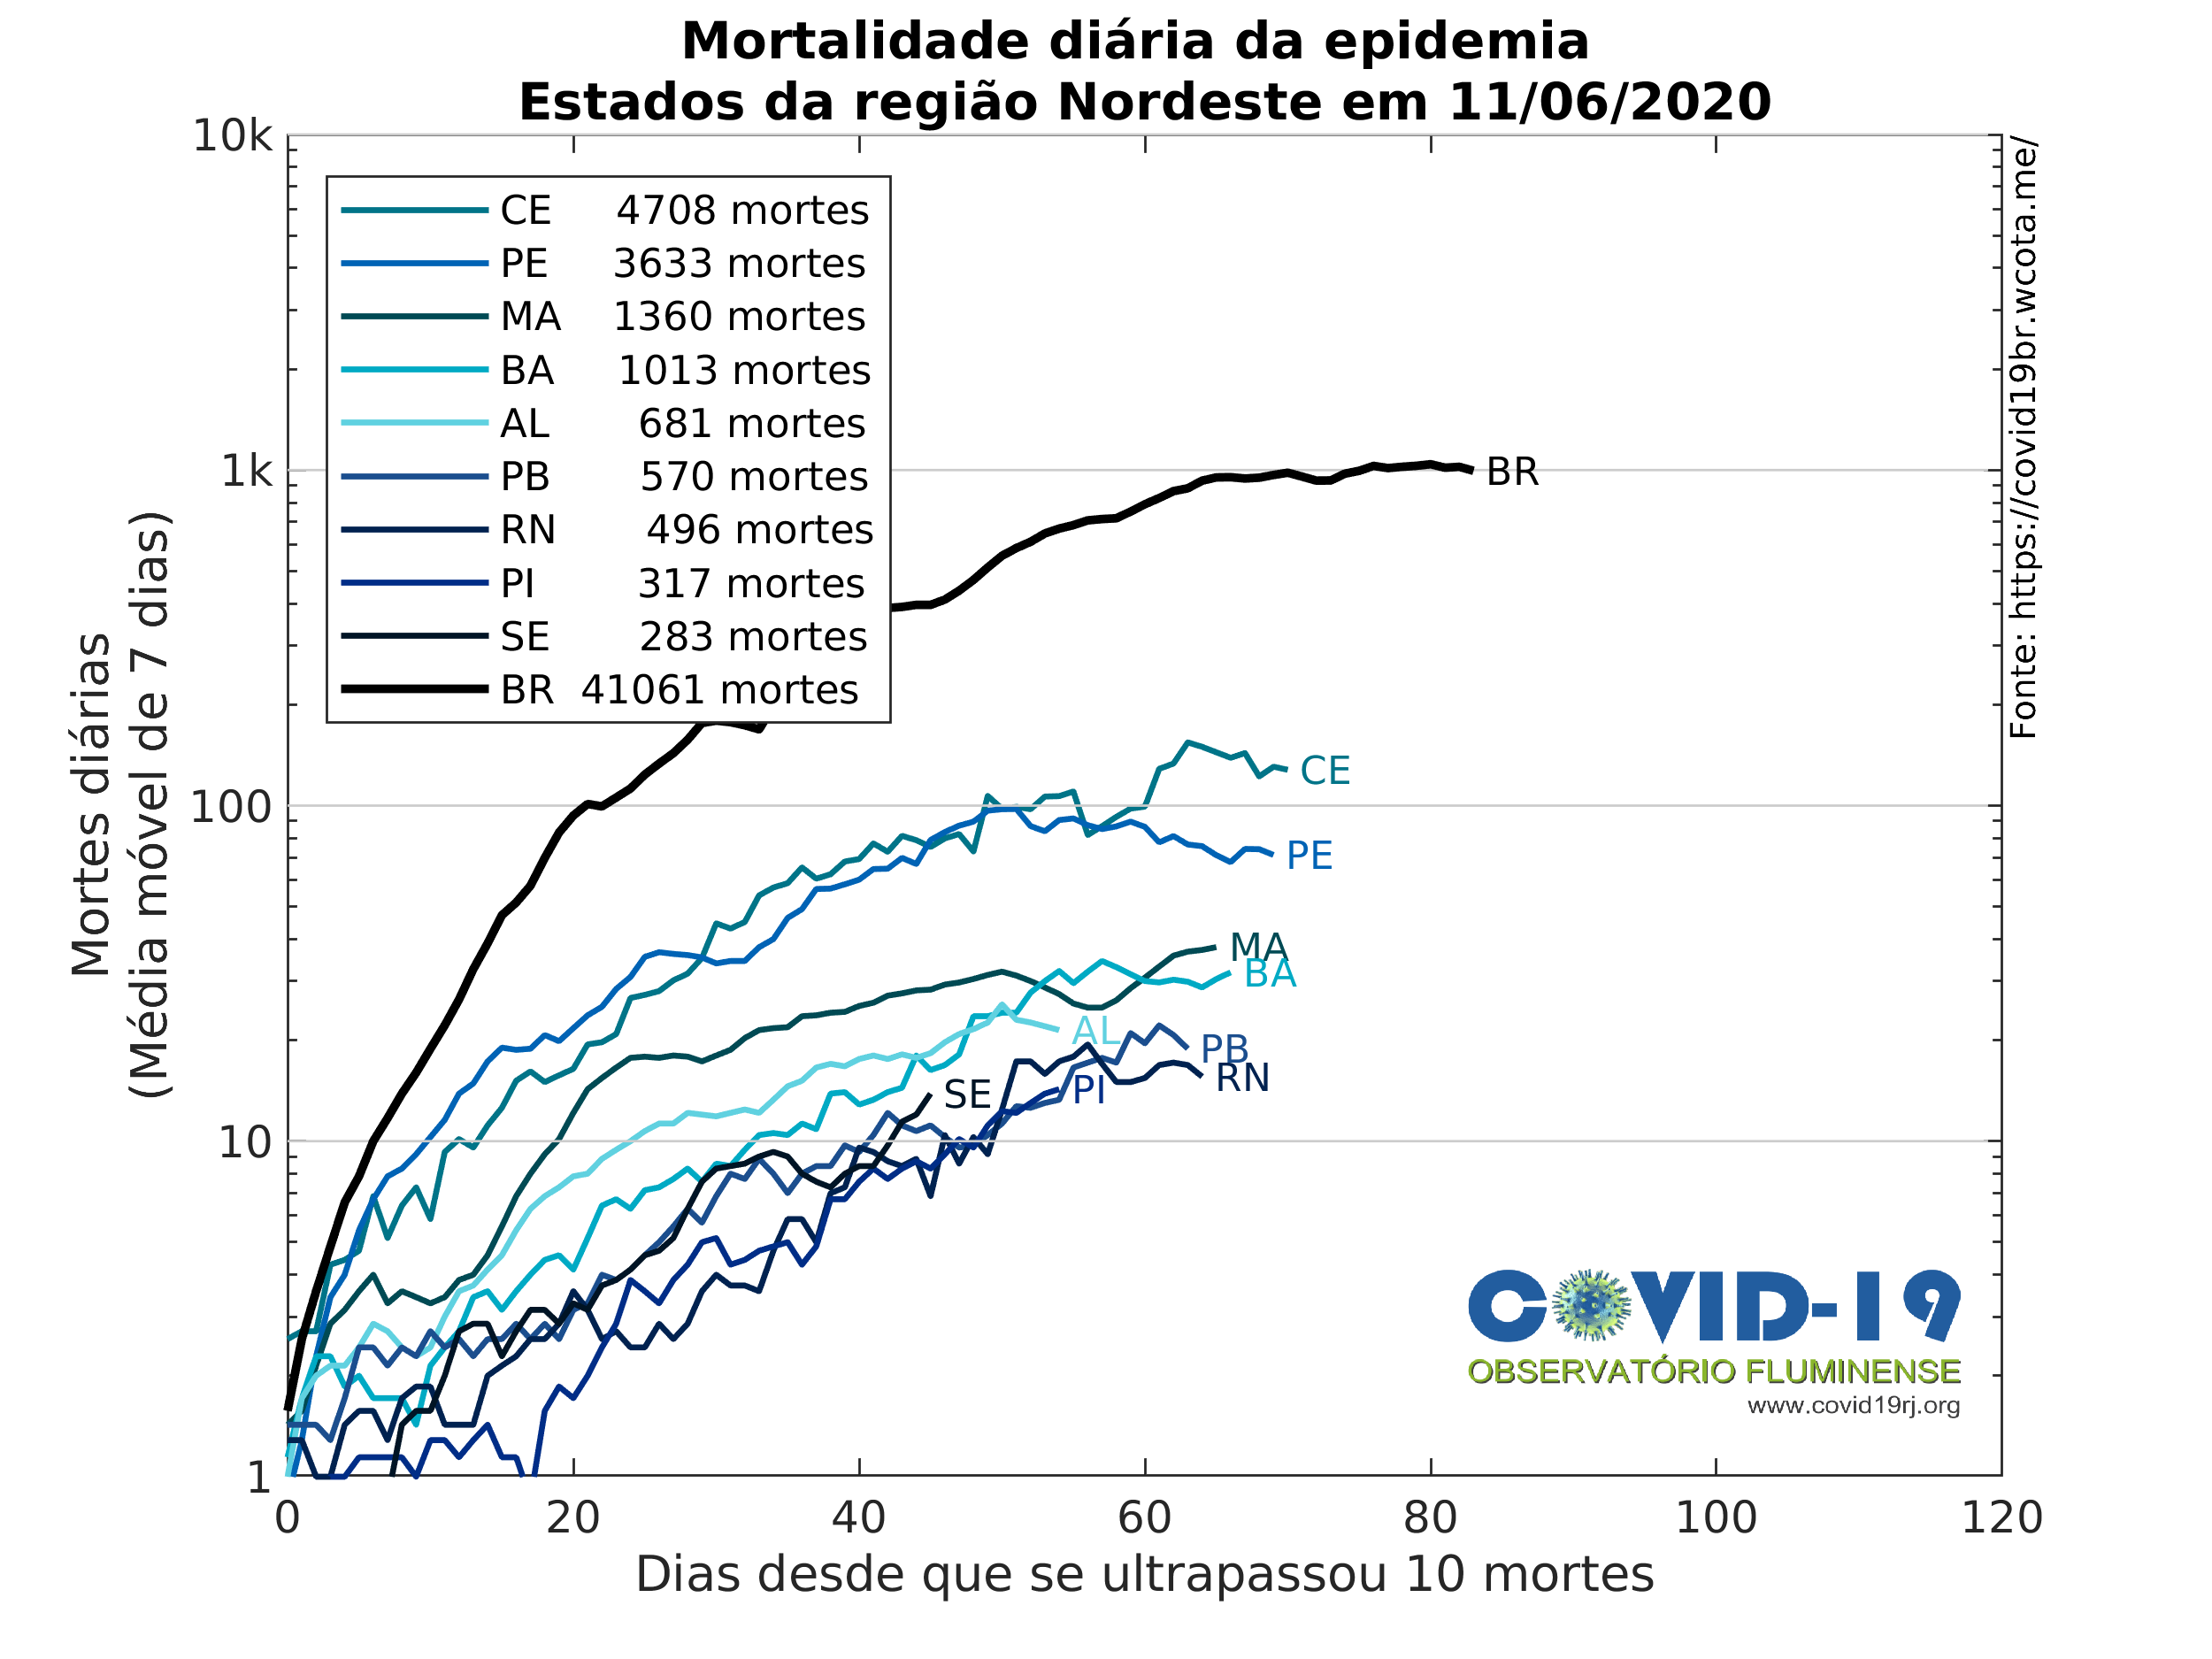 Mortalidade diária da epidemia
Estados da região Nordeste em 11/06/2020
10k
1k
100
10
1
Mortes diárias
(Média móvel de 7 dias)
CE 4708 mortes
PE 3633 mortes
MA 1360 mortes
BA 1013 mortes
AL 681 mortes
PB 570 mortes
RN 496 mortes
PI 317 mortes
SE 283 mortes
BR 41061 mortes
BR
CE
PE
MA
BA
AL
PB
RN
PI
SE
Fonte: https://covid19br.wcota.me/
COVID-19
OBSERVATÓRIO FLUMINENSE
www.covid19rj.org
0 20 40 60 80 100 120
Dias desde que se ultrapassou 10 mortes